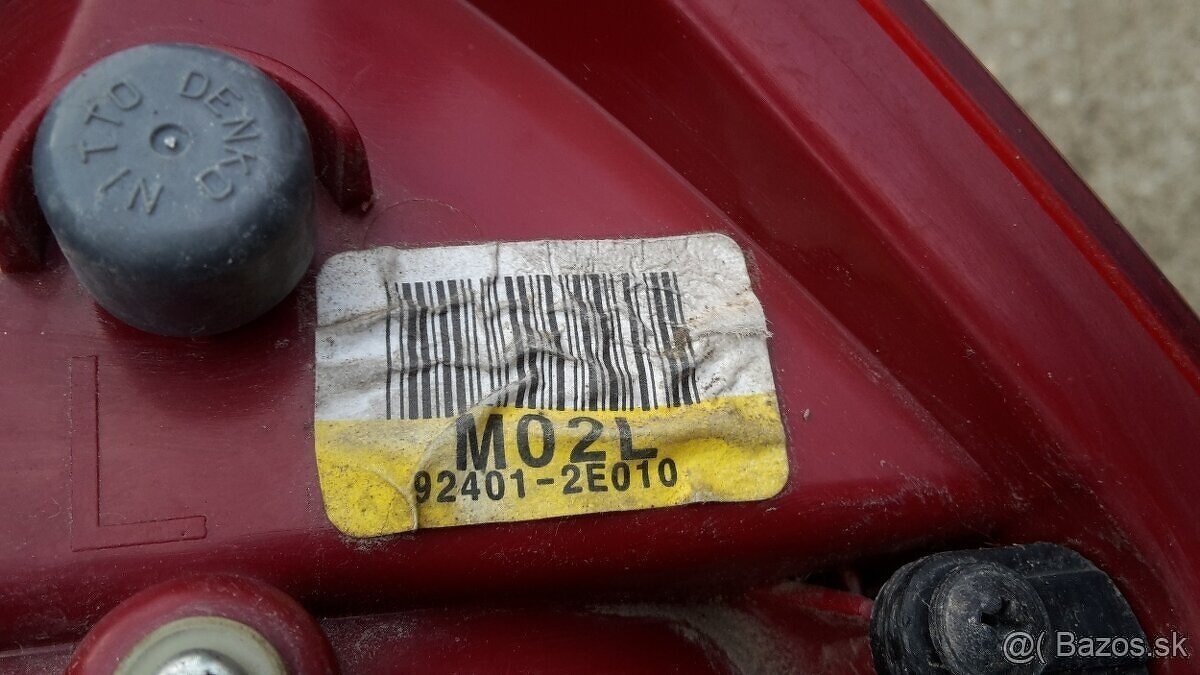 NITTO DENKO
M02L
92401-2E010
L
@( Bazos.sk